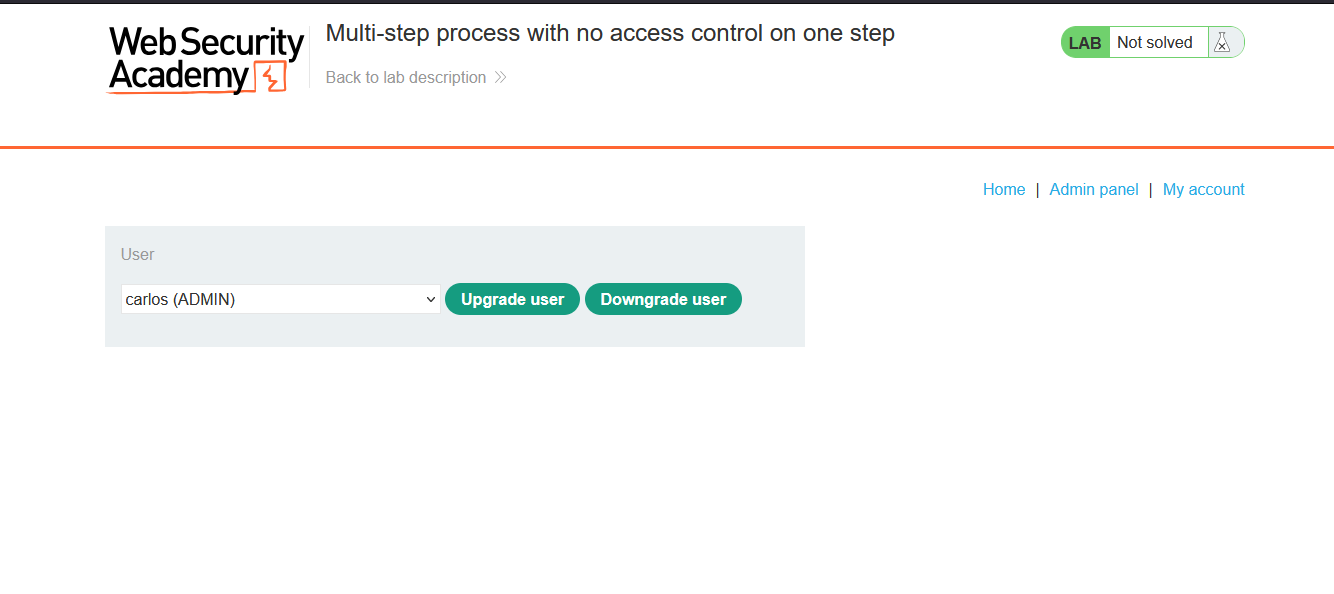 Web Security
Academy
Multi-step process with no access control on one step
Back to lab description
LAB Not solved
Home | Admin panel | My account
User
carlos (ADMIN) Upgrade user Downgrade user